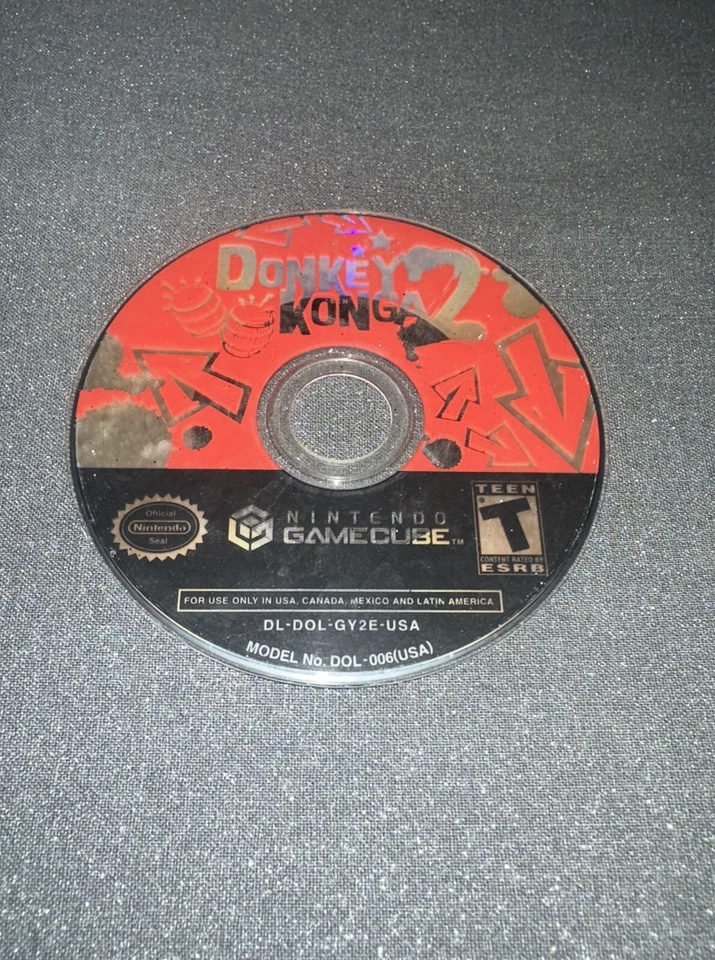 DONKEY
KONGA 2
Official
Nintendo
Seal
NINTENDO
GAMECUBE™
TEEN
T
CONTENT RATED BY
ESRB
FOR USE ONLY IN USA, CANADA, MEXICO AND LATIN AMERICA
DL-DOL-GY2E-USA
MODEL No. DOL-006(USA)